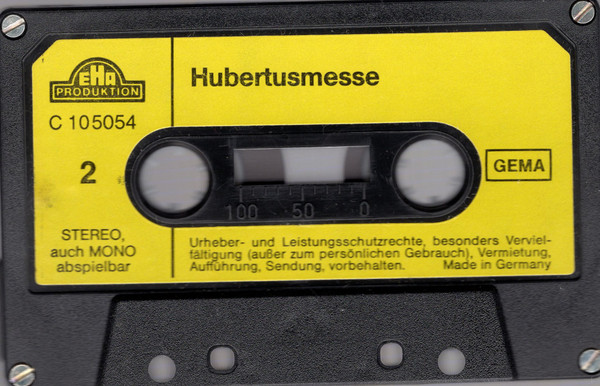 EHA
PRODUKTION
Hubertusmesse
C 105054
2
GEMA
100 50 0
STEREO,
auch MONO
abspielbar
Urheber- und Leistungsschutzrechte, besonders Verviel-
fältigung (außer zum persönlichen Gebrauch), Vermietung,
Aufführung, Sendung, vorbehalten. Made in Germany